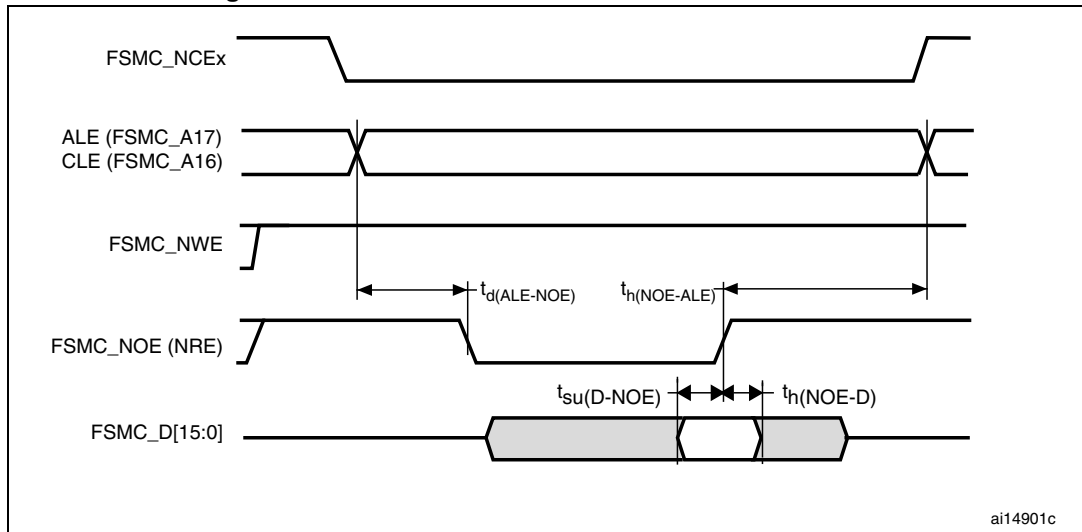 FSMC_NCEx
ALE (FSMC_A17)
CLE (FSMC_A16)
FSMC_NWE
td(ALE-NOE)
th(NOE-ALE)
FSMC_NOE (NRE)
tsu(D-NOE)
th(NOE-D)
FSMC_D[15:0]
ai14901c